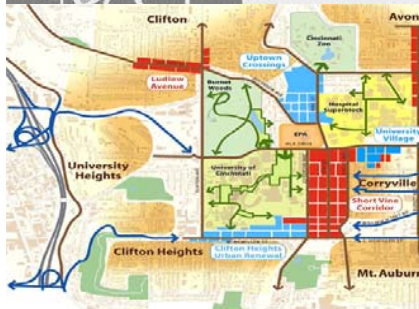 Clifton
Avon
Cincinnati
Zoo
Uptown
Crossings
Ludlow
Avenue
Burnet
Woods
Hospital
Superblock
EPA
University
Village
University
Heights
University of
Cincinnati
Corryville
Short Vine
Corridor
Clifton Heights
Clifton Heights
Urban Renewal
Mt. Auburn